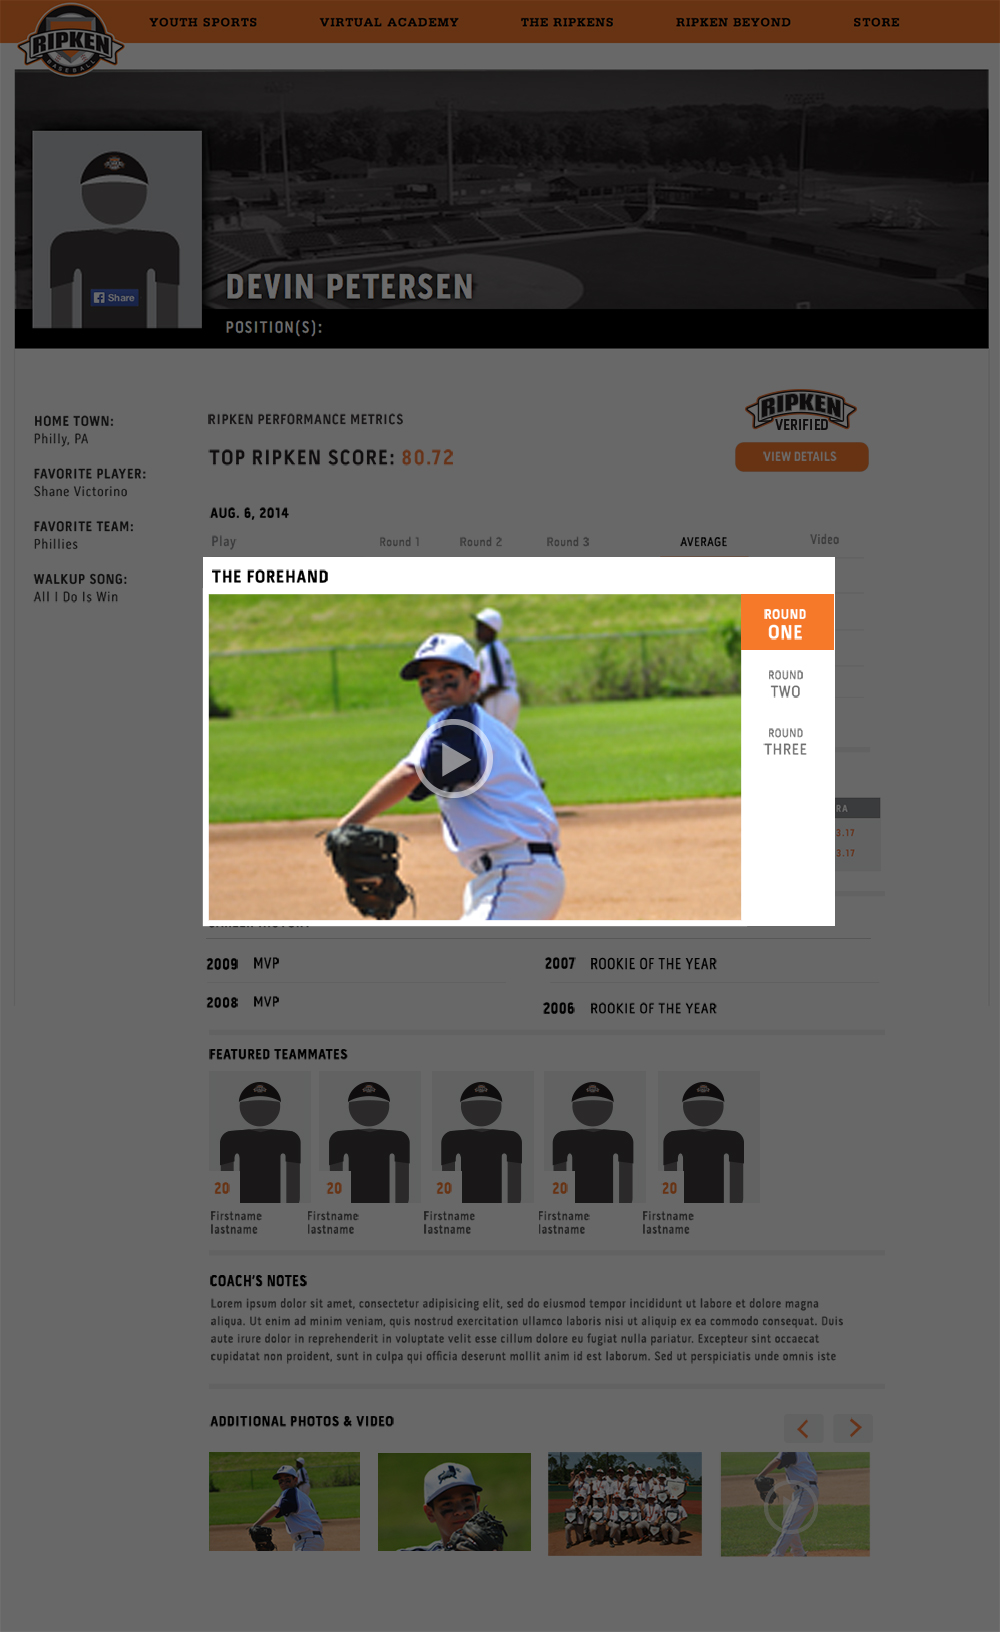 YOUTH SPORTS
VIRTUAL ACADEMY
THE RIPKENS
RIPKEN BEYOND
STORE
RIPKEN
BASEBALL
Share
DEVIN PETERSEN
POSITION(S):
HOME TOWN:
Philly, PA
FAVORITE PLAYER:
Shane Victorino
FAVORITE TEAM:
Phillies
WALKUP SONG:
All I Do Is Win
RIPKEN PERFORMANCE METRICS
TOP RIPKEN SCORE: 80.72
RIPKEN
VERIFIED
VIEW DETAILS
AUG. 6, 2014
Play Round 1 Round 2 Round 3 AVERAGE Video
THE FOREHAND
ROUND
ONE
ROUND
TWO
ROUND
THREE
RA
3.17
3.17
2009 MVP
2007 ROOKIE OF THE YEAR
2008 MVP
2006 ROOKIE OF THE YEAR
FEATURED TEAMMATES
20 20 20 20 20
Firstname Firstname Firstname Firstname Firstname
lastname lastname lastname lastname lastname
COACH'S NOTES
Lorem ipsum dolor sit amet, consectetur adipisicing elit, sed do eiusmod tempor incididunt ut labore et dolore magna
aliqua. Ut enim ad minim veniam, quis nostrud exercitation ullamco laboris nisi ut aliquip ex ea commodo consequat. Duis
aute irure dolor in reprehenderit in voluptate velit esse cillum dolore eu fugiat nulla pariatur. Excepteur sint occaecat
cupidatat non proident, sunt in culpa qui officia deserunt mollit anim id est laborum. Sed ut perspiciatis unde omnis iste
ADDITIONAL PHOTOS & VIDEO